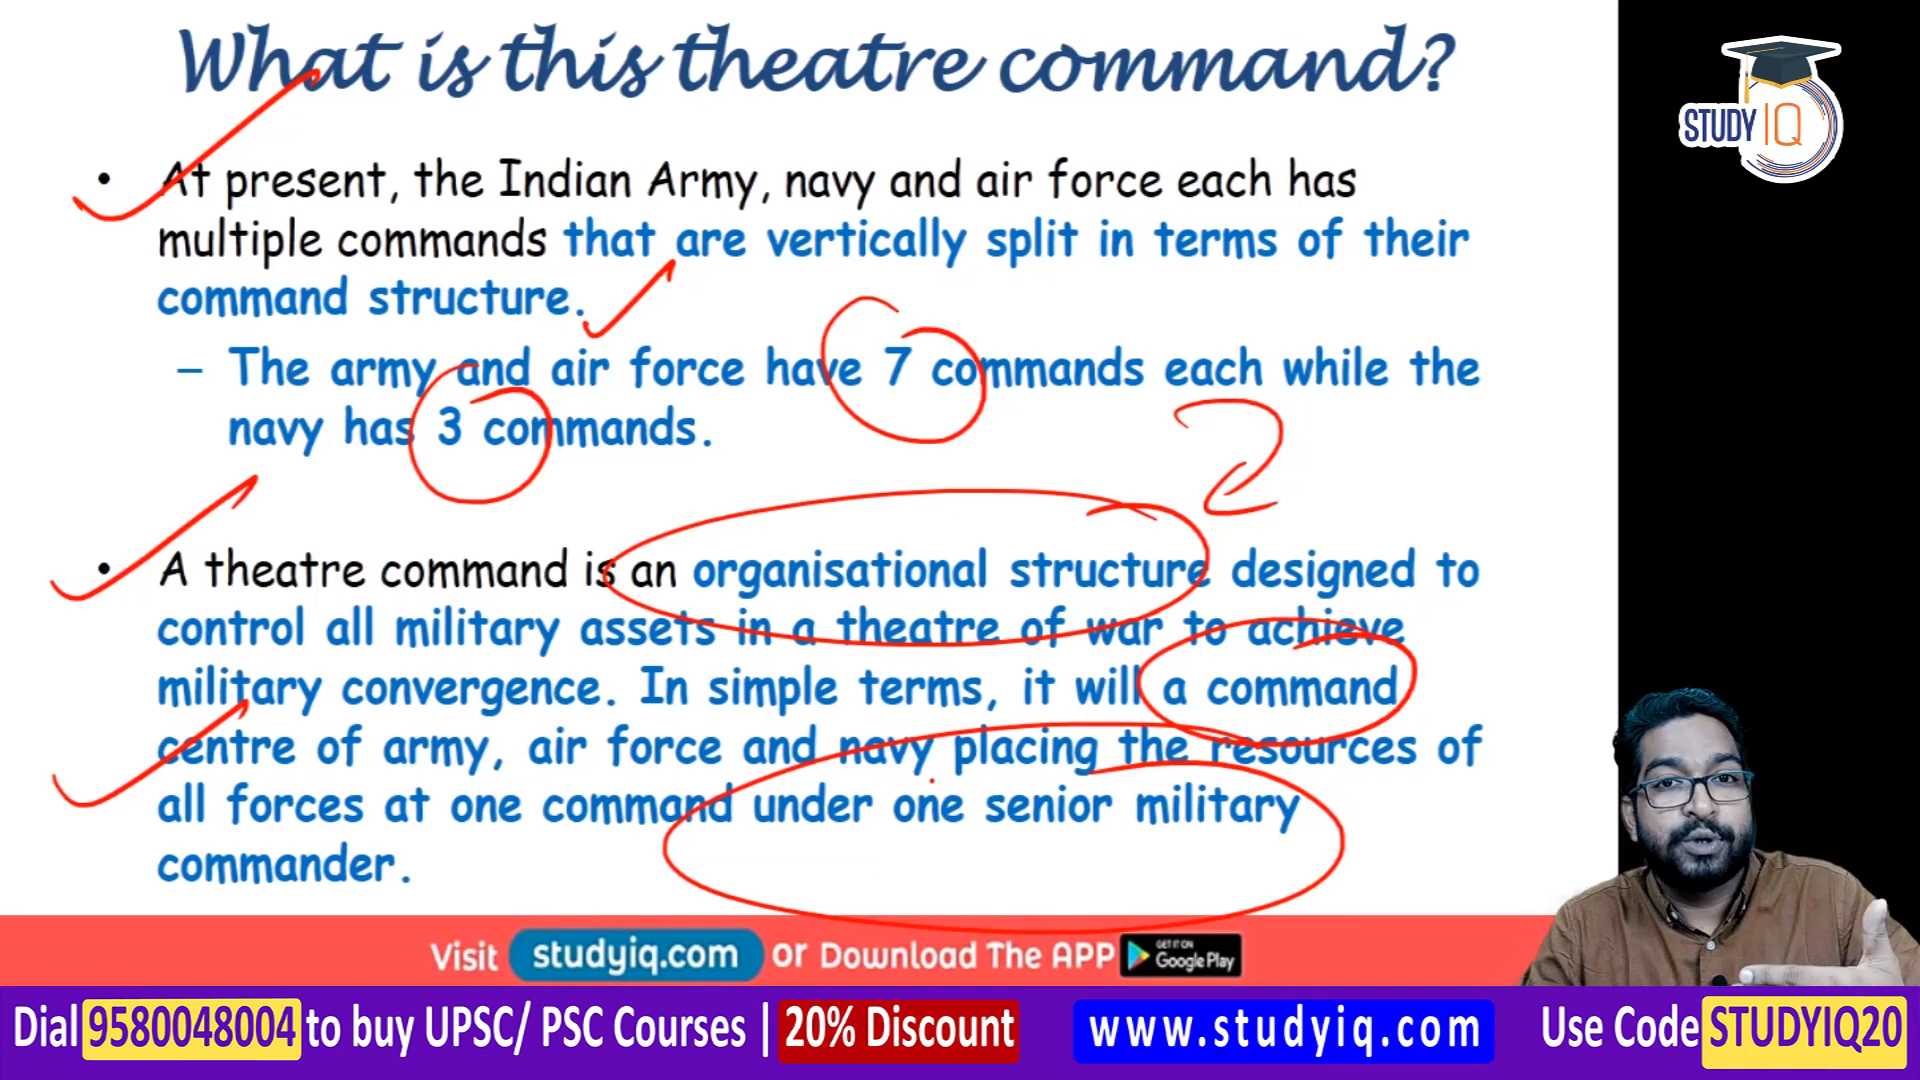 What is this theatre command?
STUDY IQ
• At present, the Indian Army, navy and air force each has
multiple commands that are vertically split in terms of their
command structure.
– The army and air force have 7 commands each while the
navy has 3 commands.
2
• A theatre command is an organisational structure designed to
control all military assets in a theatre of war to achieve
military convergence. In simple terms, it will a command
centre of army, air force and navy placing the resources of
all forces at one command under one senior military
commander.
Visit studyiq.com or Download The APP GET IT ON Google Play
Dial 9580048004 to buy UPSC/ PSC Courses | 20% Discount www.studyiq.com Use Code STUDYIQ20